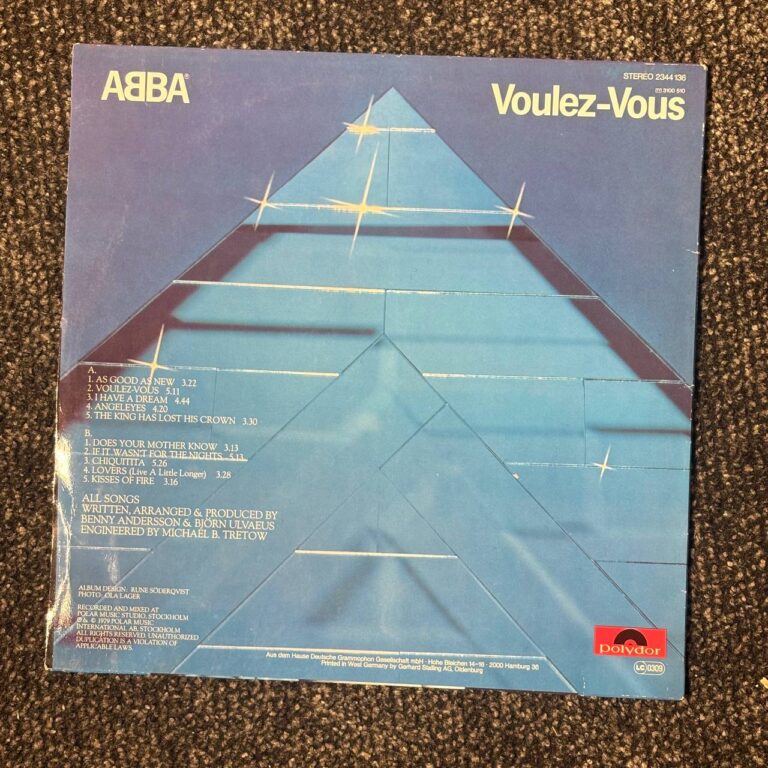 ABBA®
STEREO 2344 136
3100 510
Voulez-Vous
A.
1. AS GOOD AS NEW 3.22
2. VOULEZ-VOUS 5.11
3. I HAVE A DREAM 4.44
4. ANGELEYES 4.20
5. THE KING HAS LOST HIS CROWN 3.30
B.
1. DOES YOUR MOTHER KNOW 3.13
2. IF IT WASN'T FOR THE NIGHTS 5.13
3. CHIQUITITA 5.26
4. LOVERS (Live A Little Longer) 3.28
5. KISSES OF FIRE 3.16
ALL SONGS
WRITTEN, ARRANGED & PRODUCED BY
BENNY ANDERSSON & BJÖRN ULVAEUS
ENGINEERED BY MICHAEL B. TRETOW
ALBUM DESIGN: RUNE SÖDERQVIST
PHOTO: OLA LAGER
RECORDED AND MIXED AT
POLAR MUSIC STUDIO, STOCKHOLM
℗ & © 1979 POLAR MUSIC
INTERNATIONAL AB, STOCKHOLM
ALL RIGHTS RESERVED. UNAUTHORIZED
DUPLICATION IS A VIOLATION OF
APPLICABLE LAWS.
Aus dem Hause Deutsche Grammophon Gesellschaft mbH · Hohe Bleichen 14-16 · 2000 Hamburg 36
Printed in West Germany by Gerhard Stalling AG, Oldenburg
polydor
LC 0309